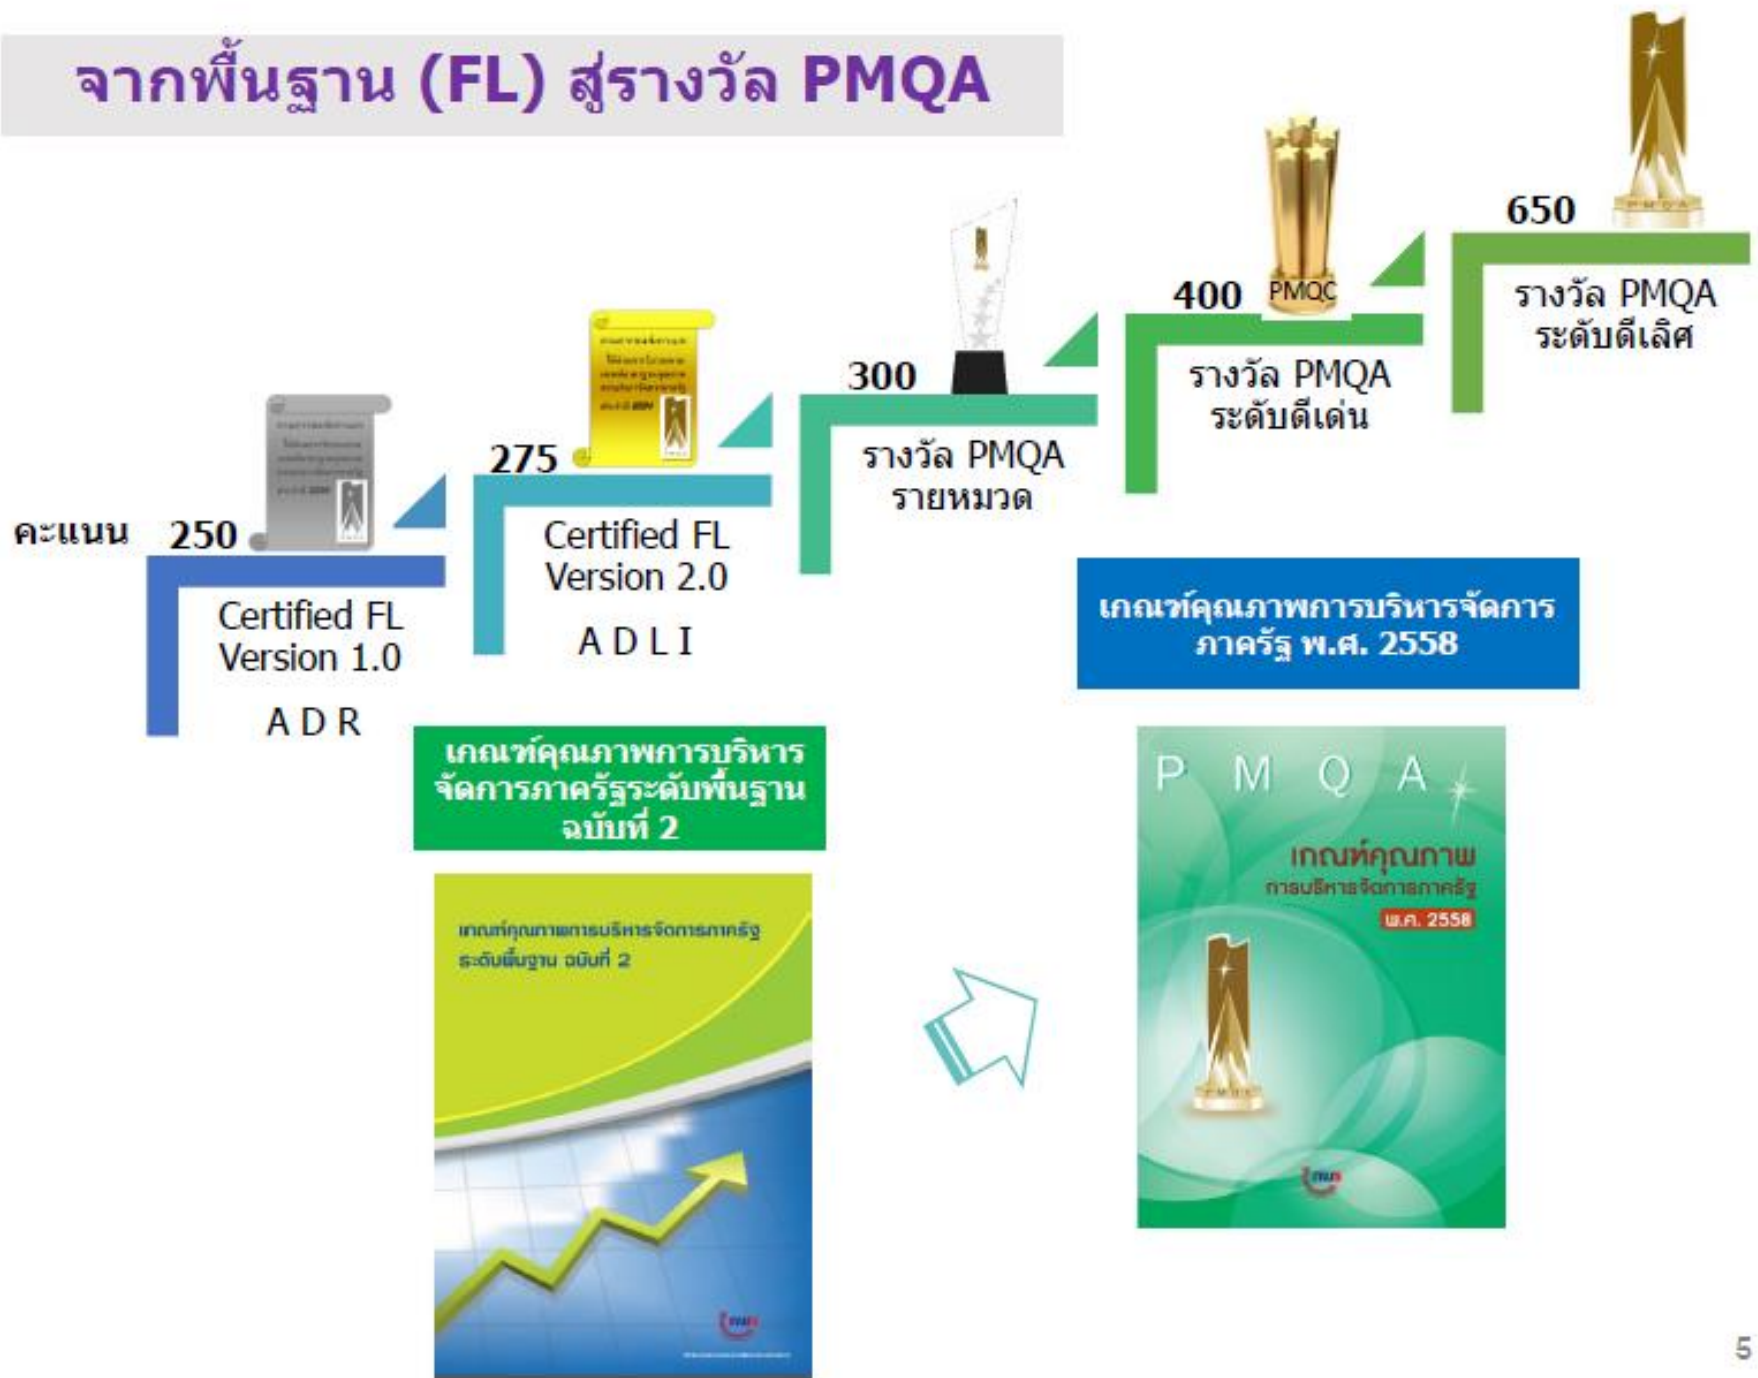 จากพื้นฐาน (FL) สู่รางวัล PMQA
650
รางวัล PMQA
ระดับดีเลิศ
400
PMQC
รางวัล PMQA
ระดับดีเด่น
300
รางวัล PMQA
รายหมวด
275
Certified FL
Version 2.0
A D L I
คะแนน 250
Certified FL
Version 1.0
A D R
เกณฑ์คุณภาพการบริหารจัดการ
ภาครัฐ พ.ศ. 2558
เกณฑ์คุณภาพการบริหาร
จัดการภาครัฐระดับพื้นฐาน
ฉบับที่ 2
P M Q A
เกณฑ์คุณภาพ
การบริหารจัดการภาครัฐ
พ.ศ. 2558
เกณฑ์คุณภาพการบริหารจัดการภาครัฐ
ระดับพื้นฐาน ฉบับที่ 2
5